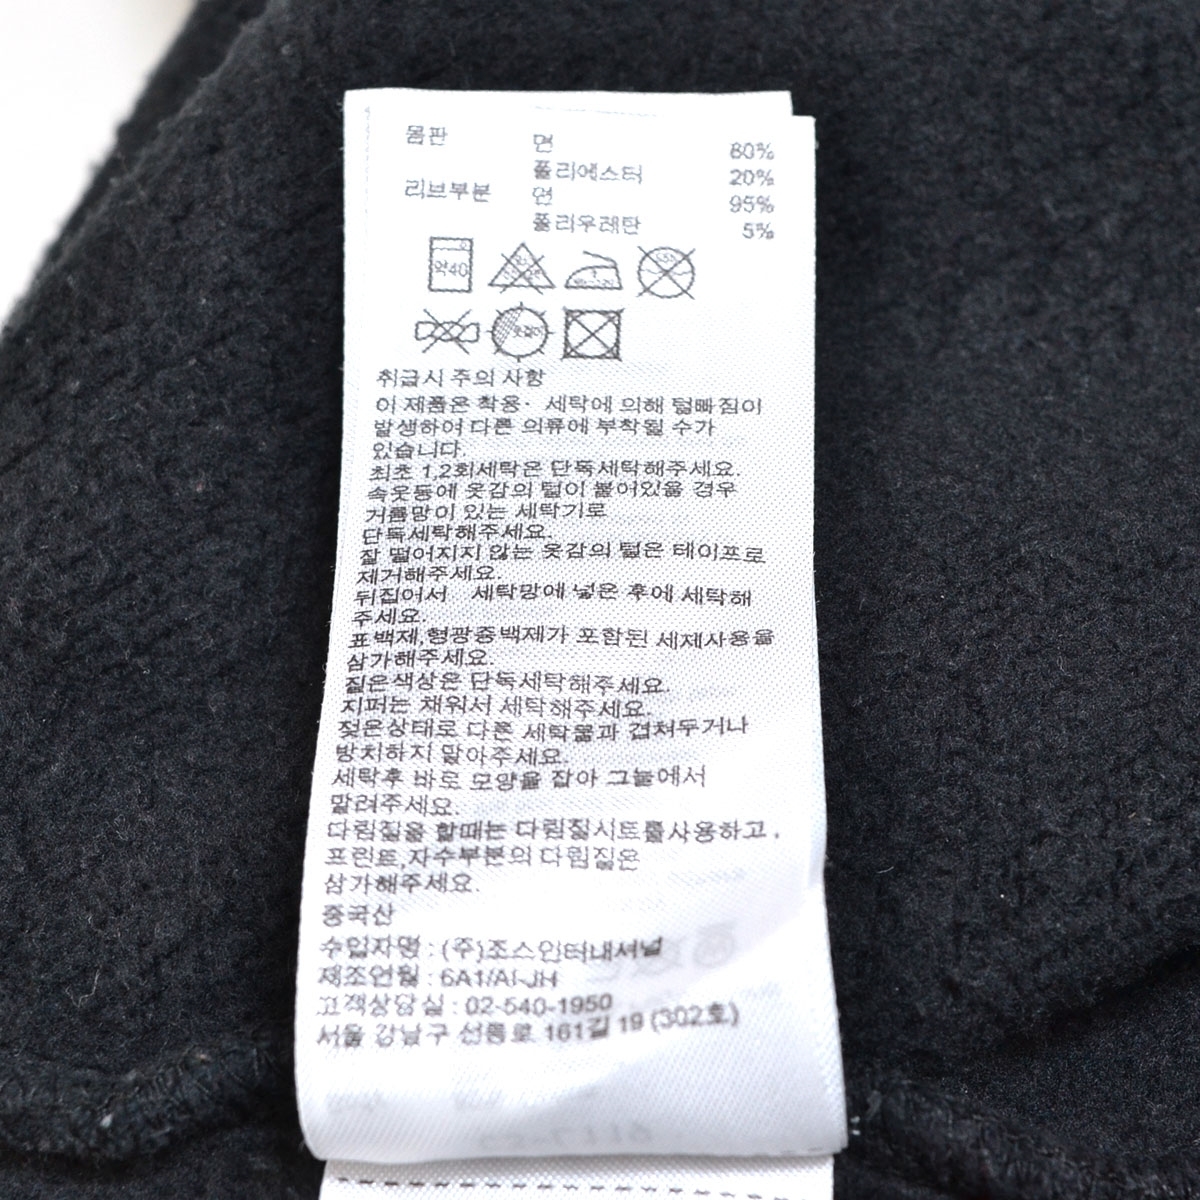 몸판 면 80%
폴리에스터 20%
리브부분 면 95%
폴리우레탄 5%
약40
취급시 주의 사항
이 제품은 착용· 세탁에 의해 털빠짐이
발생하여 다른 의류에 부착될 수가
있습니다.
최초 1,2회세탁은 단독세탁해주세요.
속옷등에 옷감의 털이 붙어있을 경우
거름망이 있는 세탁기로
단독세탁해주세요.
잘 떨어지지 않는 옷감의 털은 테이프로
제거해주세요.
뒤집어서 세탁망에 넣은 후에 세탁해
주세요.
표백제,형광증백제가 포함된 세제사용을
삼가해주세요.
짙은색상은 단독세탁해주세요.
지퍼는 채워서 세탁해주세요.
젖은상태로 다른 세탁물과 겹쳐두거나
방치하지 말아주세요.
세탁후 바로 모양을 잡아 그늘에서
말려주세요.
다림질을 할때는 다림질시트를사용하고,
프린트,자수부분의 다림질은
삼가해주세요.
중국산
수입자명 : (주)조스인터내셔널
제조연월 : 6A1/AI-JH
고객상담실 : 02-540-1950
서울 강남구 선릉로 161길 19 (302호)